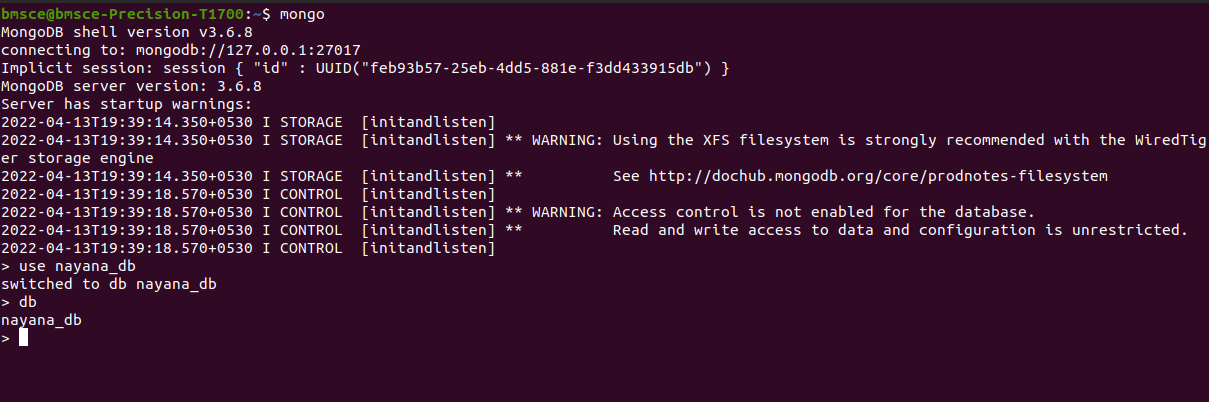 bmsce@bmsce-Precision-T1700:~$ mongo
MongoDB shell version v3.6.8
connecting to: mongodb://127.0.0.1:27017
Implicit session: session { "id" : UUID("feb93b57-25eb-4dd5-881e-f3dd433915db") }
MongoDB server version: 3.6.8
Server has startup warnings:
2022-04-13T19:39:14.350+0530 I STORAGE  [initandlisten]
2022-04-13T19:39:14.350+0530 I STORAGE  [initandlisten] ** WARNING: Using the XFS filesystem is strongly recommended with the WiredTig
er storage engine
2022-04-13T19:39:14.350+0530 I STORAGE  [initandlisten] **          See http://dochub.mongodb.org/core/prodnotes-filesystem
2022-04-13T19:39:18.570+0530 I CONTROL  [initandlisten]
2022-04-13T19:39:18.570+0530 I CONTROL  [initandlisten] ** WARNING: Access control is not enabled for the database.
2022-04-13T19:39:18.570+0530 I CONTROL  [initandlisten] **          Read and write access to data and configuration is unrestricted.
2022-04-13T19:39:18.570+0530 I CONTROL  [initandlisten]
> use nayana_db
switched to db nayana_db
> db
nayana_db
>